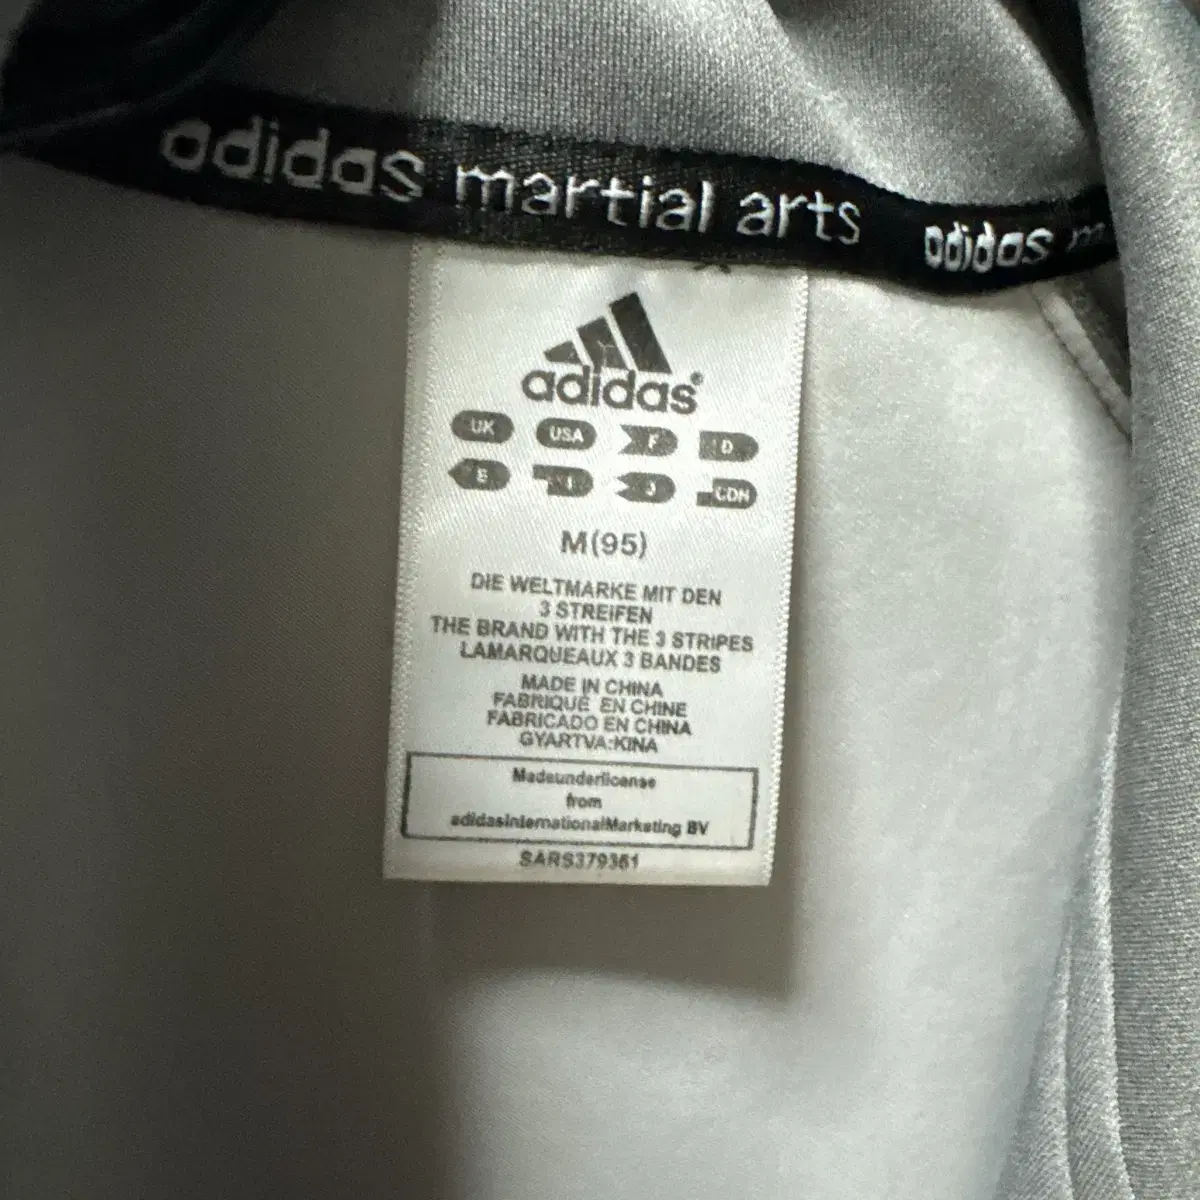 adidas martial arts adidas m
adidas®
UK USA F D
E I J CDN
M(95)
DIE WELTMARKE MIT DEN
3 STREIFEN
THE BRAND WITH THE 3 STRIPES
LAMARQUEAUX 3 BANDES
MADE IN CHINA
FABRIQUÉ EN CHINE
FABRICADO EN CHINA
GYARTVA:KINA
Madeunderlicense
from
adidasInternationalMarketing BV
SARS379361